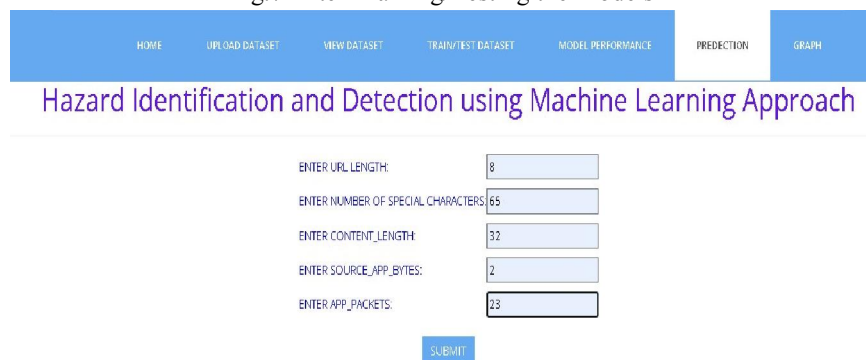 HOME UPLOAD DATASET VIEW DATASET TRAIN/TEST DATASET MODEL PERFORMANCE PREDECTION GRAPH
Hazard Identification and Detection using Machine Learning Approach
ENTER URL LENGTH: 8
ENTER NUMBER OF SPECIAL CHARACTERS: 65
ENTER CONTENT_LENGTH: 32
ENTER SOURCE_APP_BYTES: 2
ENTER APP_PACKETS: 23
SUBMIT